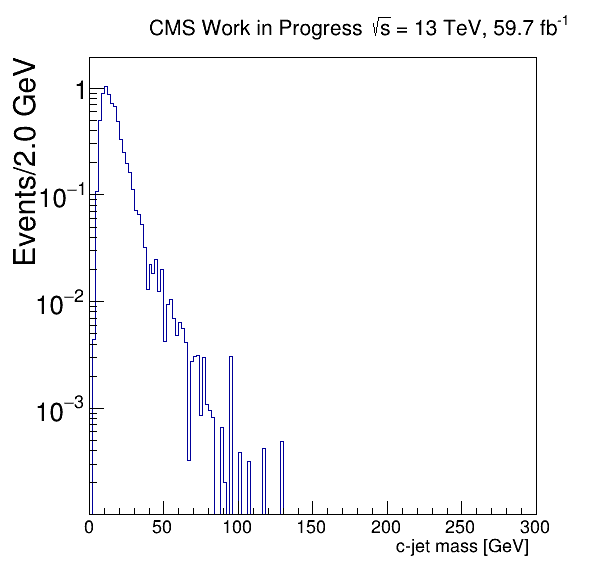 CMS Work in Progress √s = 13 TeV, 59.7 fb⁻¹
Events/2.0 GeV
1
10⁻¹
10⁻²
10⁻³
0 50 100 150 200 250 300
c-jet mass [GeV]